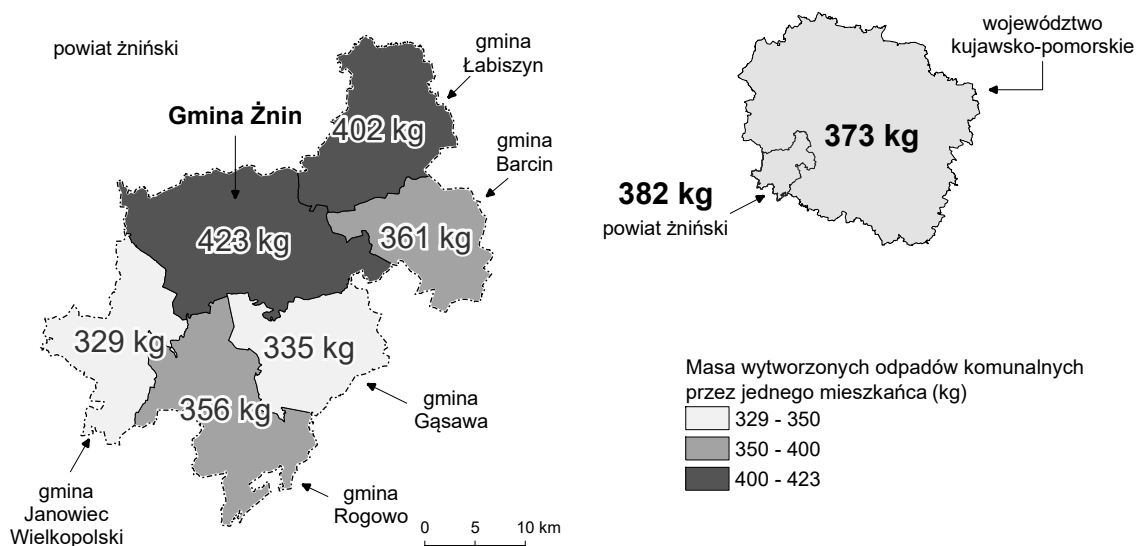 powiat żniński
gmina
Łabiszyn
Gmina Żnin
402 kg
gmina
Barcin
423 kg
361 kg
329 kg
335 kg
356 kg
gmina
Gąsawa
gmina
Janowiec
Wielkopolski
gmina
Rogowo
0 5 10 km
województwo
kujawsko-pomorskie
373 kg
382 kg
powiat żniński
Masa wytworzonych odpadów komunalnych
przez jednego mieszkańca (kg)
329 - 350
350 - 400
400 - 423